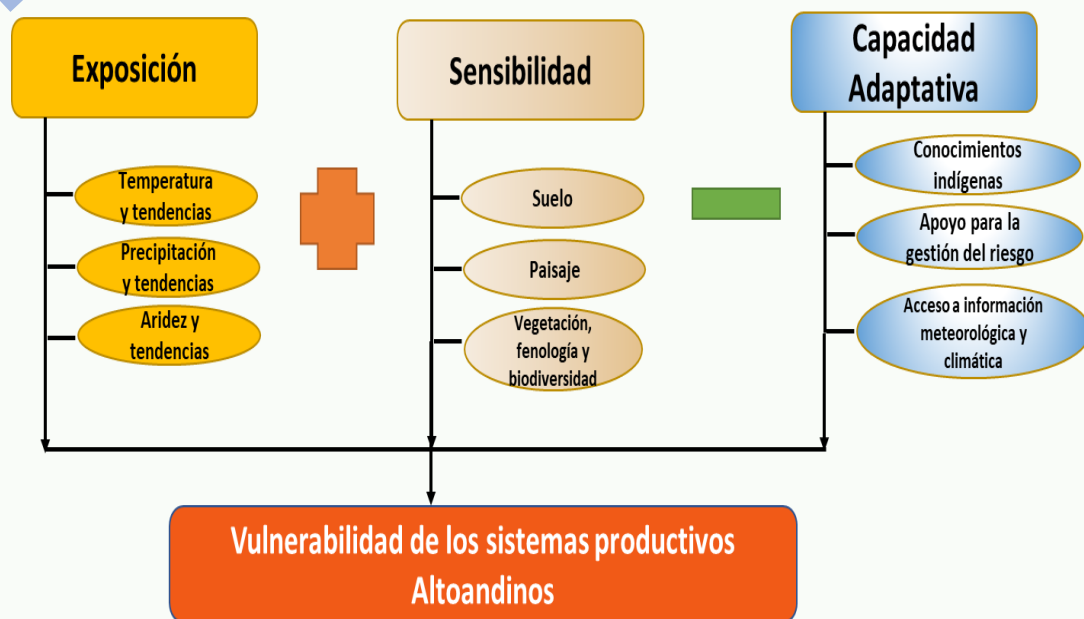 Exposición
Temperatura
y tendencias
Precipitación
y tendencias
Aridez y
tendencias
Sensibilidad
Suelo
Paisaje
Vegetación,
fenología y
biodiversidad
Capacidad
Adaptativa
Conocimientos
indígenas
Apoyo para la
gestión del riesgo
Acceso a información
meteorológica y
climática
Vulnerabilidad de los sistemas productivos
Altoandinos